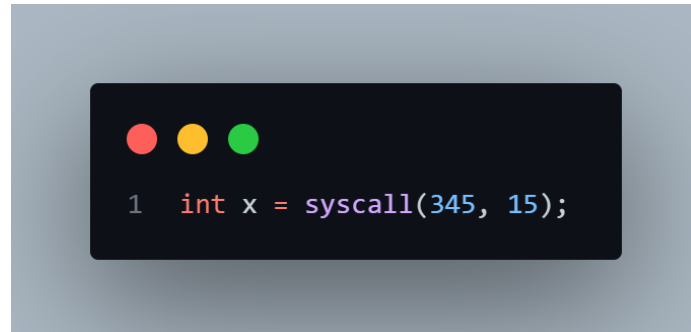 1 int x = syscall(345, 15);